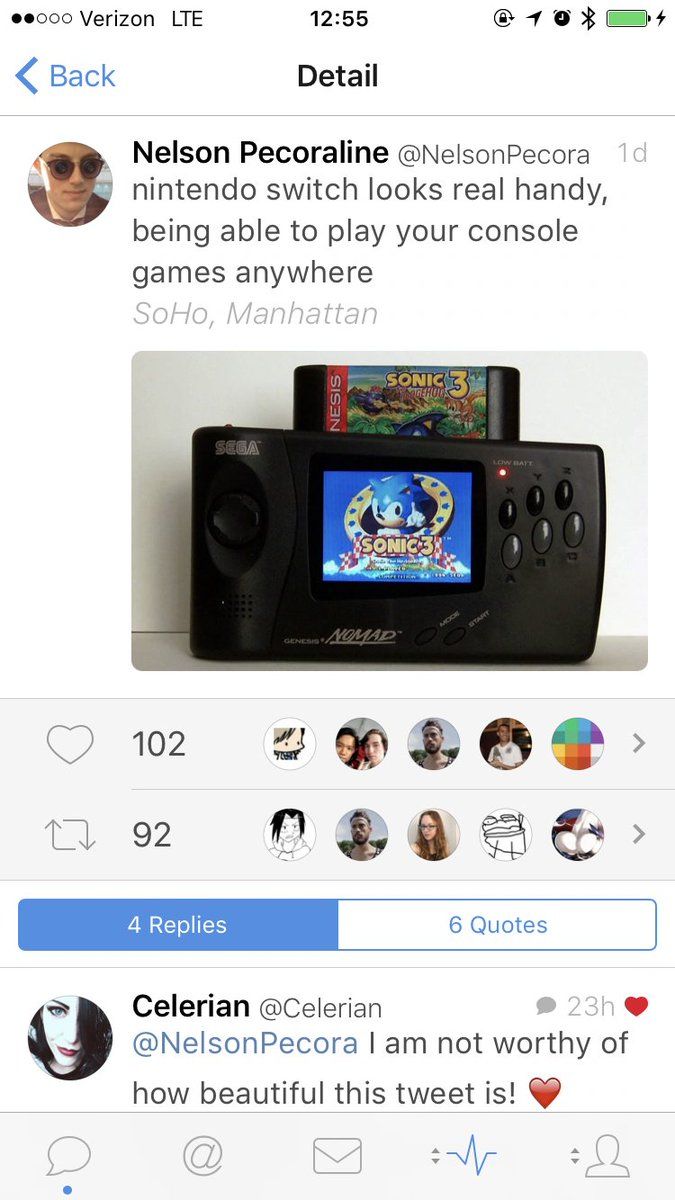 Verizon LTE 12:55
Back Detail
Nelson Pecoraline @NelsonPecora 1d
nintendo switch looks real handy,
being able to play your console
games anywhere
SoHo, Manhattan
SONIC 3
GENESIS
SEGA
LOW BATT
X Y Z
SONIC 3
COMPETITION
A B C
MODE
START
GENESIS NOMAD
102
92
4 Replies 6 Quotes
Celerian @Celerian 23h
@NelsonPecora I am not worthy of
how beautiful this tweet is! ❤️
@